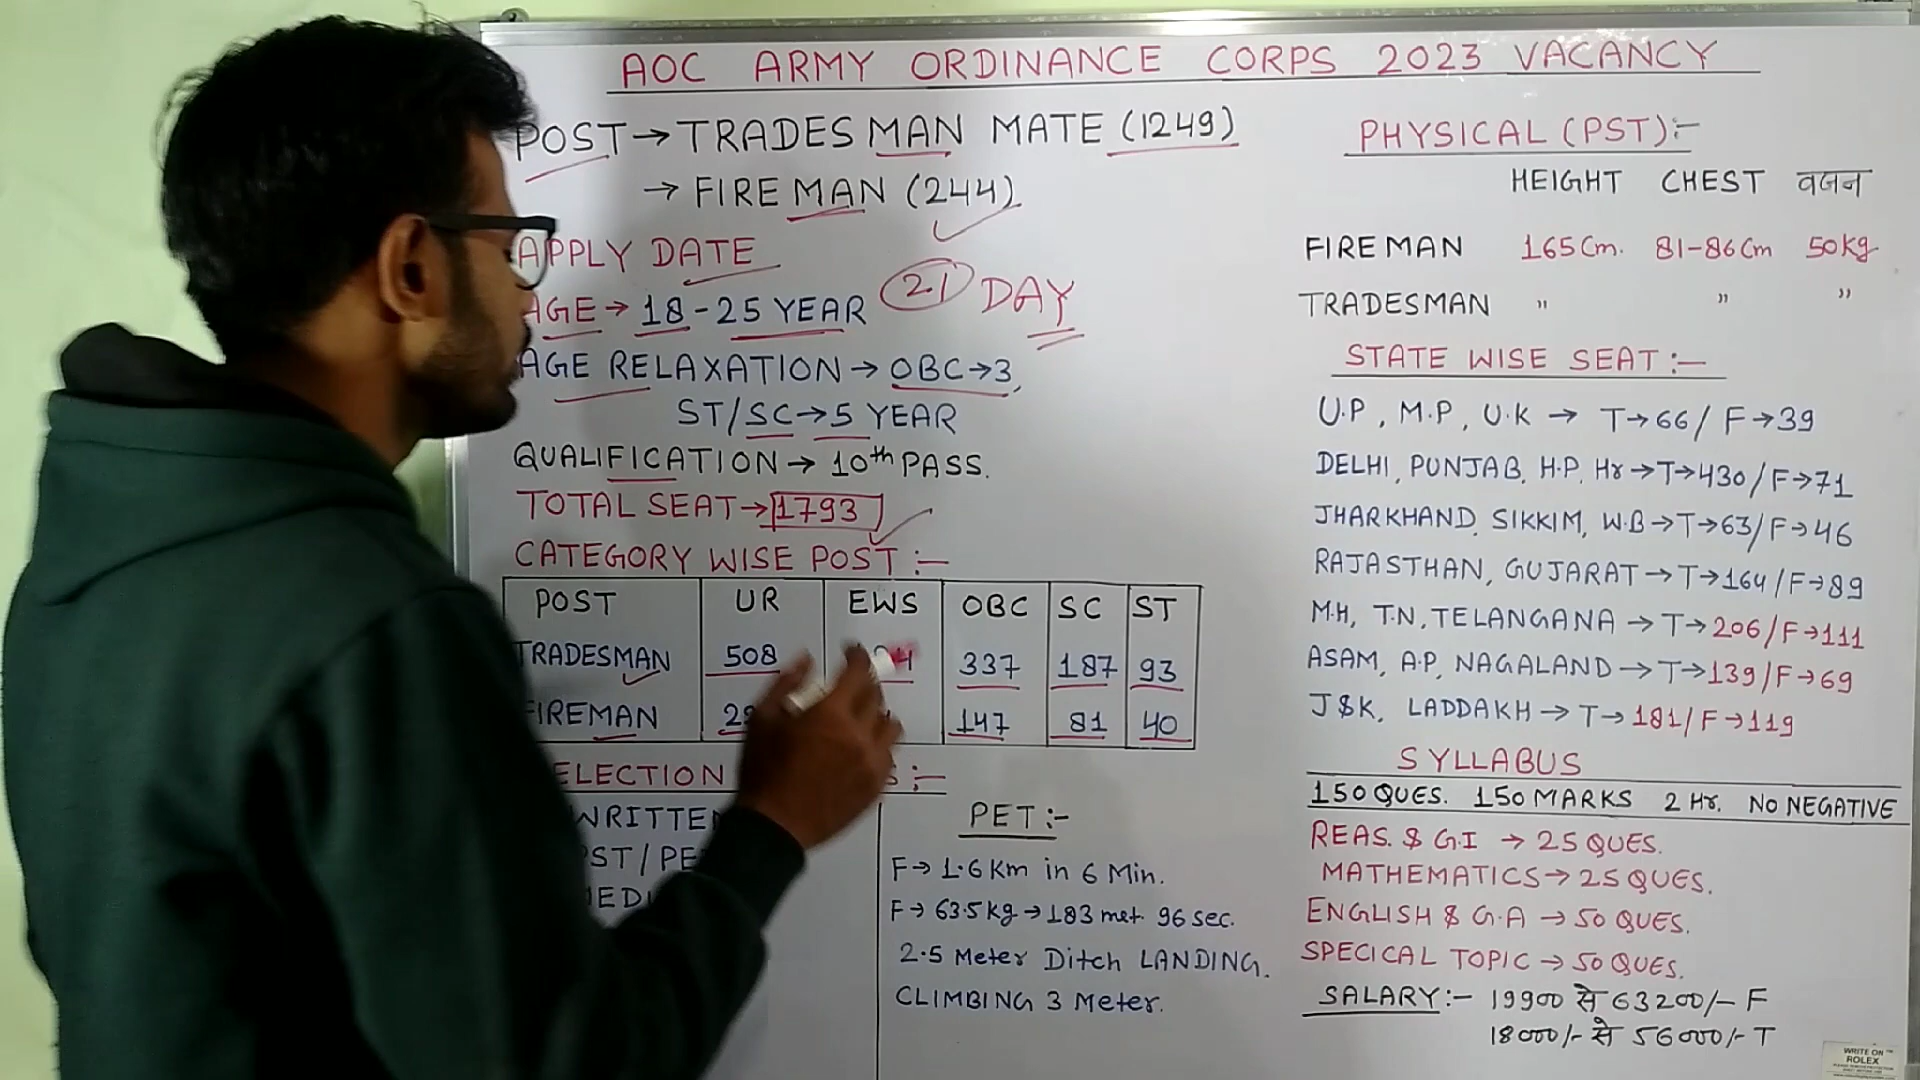 AOC ARMY ORDINANCE CORPS 2023 VACANCY
POST → TRADESMAN MATE (1249)
→ FIREMAN (244)
APPLY DATE
21 DAY
AGE → 18-25 YEAR
AGE RELAXATION → OBC → 3,
ST/SC → 5 YEAR
QUALIFICATION → 10th PASS.
TOTAL SEAT → 1793
CATEGORY WISE POST :-
POST UR EWS OBC SC ST
TRADESMAN 508 337 187 93
FIREMAN 147 81 40
:-
WRITTEN
PST/PE
PET :-
F → 1.6 Km in 6 Min.
F → 63.5 kg → 183 met. 96 sec.
2.5 Meter Ditch LANDING.
CLIMBING 3 Meter.
PHYSICAL (PST) :-
HEIGHT CHEST वजन
FIREMAN 165 Cm. 81-86 Cm 50 kg
TRADESMAN " " "
STATE WISE SEAT :-
U.P, M.P, U.K → T → 66 / F → 39
DELHI, PUNJAB, H.P, Hr → T → 430 / F → 71
JHARKHAND, SIKKIM, W.B → T → 63 / F → 46
RAJASTHAN, GUJARAT → T → 164 / F → 89
M.H, T.N, TELANGANA → T → 206 / F → 111
ASAM, A.P, NAGALAND → T → 139 / F → 69
J&K, LADDAKH → T → 181 / F → 119
SYLLABUS
150 QUES. 150 MARKS 2 Hr. NO NEGATIVE
REAS. & G.I → 25 QUES.
MATHEMATICS → 25 QUES.
ENGLISH & G.A → 50 QUES.
SPECICAL TOPIC → 50 QUES.
SALARY :- 19900 से 63200/- F
18000/- से 56000/- T
WRITE ON
ROLEX